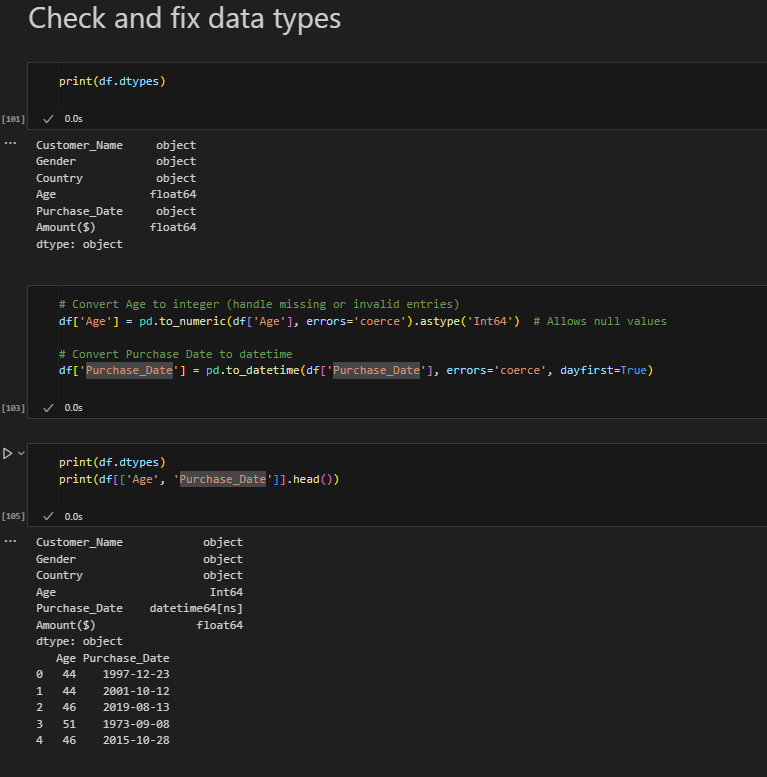 Check and fix data types
print(df.dtypes)
[101]
0.0s
...
Customer_Name     object
Gender            object
Country           object
Age              float64
Purchase_Date     object
Amount($)        float64
dtype: object
# Convert Age to integer (handle missing or invalid entries)
df['Age'] = pd.to_numeric(df['Age'], errors='coerce').astype('Int64')  # Allows null values
# Convert Purchase Date to datetime
df['Purchase_Date'] = pd.to_datetime(df['Purchase_Date'], errors='coerce', dayfirst=True)
[103]
0.0s
print(df.dtypes)
print(df[['Age', 'Purchase_Date']].head())
[105]
0.0s
...
Customer_Name            object
Gender                   object
Country                  object
Age                       Int64
Purchase_Date    datetime64[ns]
Amount($)               float64
dtype: object
   Age Purchase_Date
0   44    1997-12-23
1   44    2001-10-12
2   46    2019-08-13
3   51    1973-09-08
4   46    2015-10-28